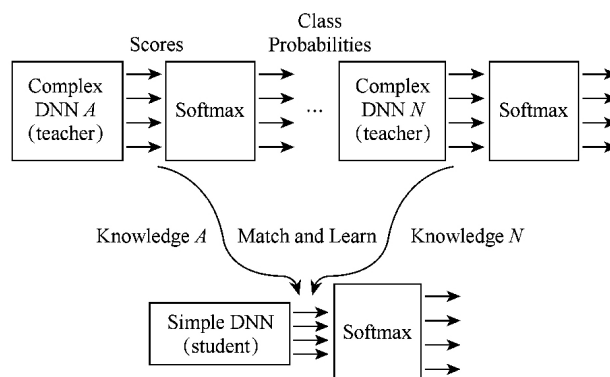 Class
Scores
Probabilities
Complex
DNN A
(teacher)
Softmax
...
Complex
DNN N
(teacher)
Softmax
Knowledge A
Match and Learn
Knowledge N
Simple DNN
(student)
Softmax